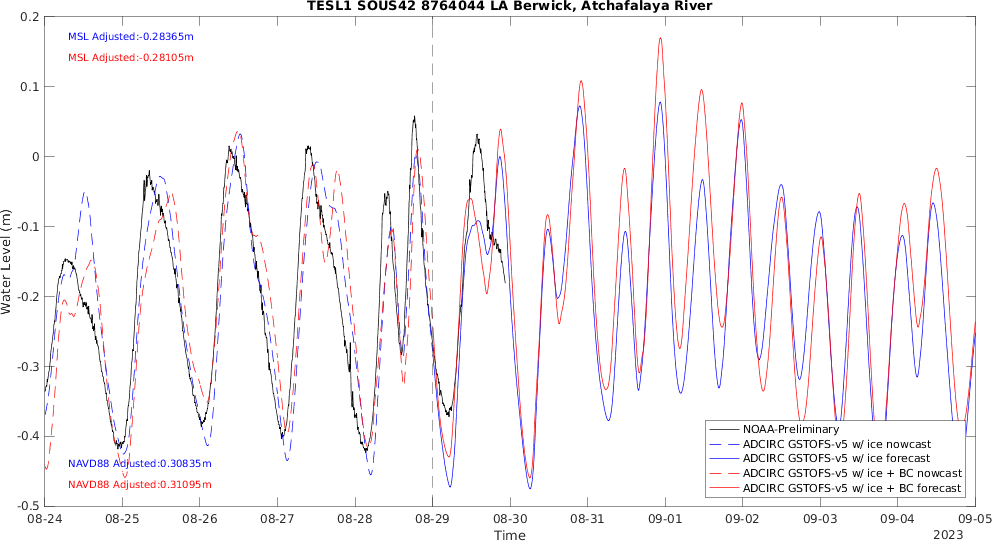 TESL1 SOUS42 8764044 LA Berwick, Atchafalaya River
MSL Adjusted:-0.28365m
MSL Adjusted:-0.28105m
0.2
0.1
0
-0.1
-0.2
-0.3
-0.4
-0.5
Water Level (m)
NAVD88 Adjusted:0.30835m
NAVD88 Adjusted:0.31095m
NOAA-Preliminary
ADCIRC GSTOFS-v5 w/ ice nowcast
ADCIRC GSTOFS-v5 w/ ice forecast
ADCIRC GSTOFS-v5 w/ ice + BC nowcast
ADCIRC GSTOFS-v5 w/ ice + BC forecast
08-24 08-25 08-26 08-27 08-28 08-29 08-30 08-31 09-01 09-02 09-03 09-04 09-05
Time
2023